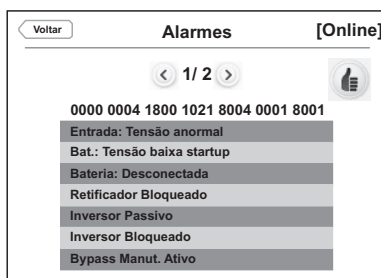 Voltar
Alarmes
[Online]
1/ 2
0000 0004 1800 1021 8004 0001 8001
Entrada: Tensão anormal
Bat.: Tensão baixa startup
Bateria: Desconectada
Retificador Bloqueado
Inversor Passivo
Inversor Bloqueado
Bypass Manut. Ativo